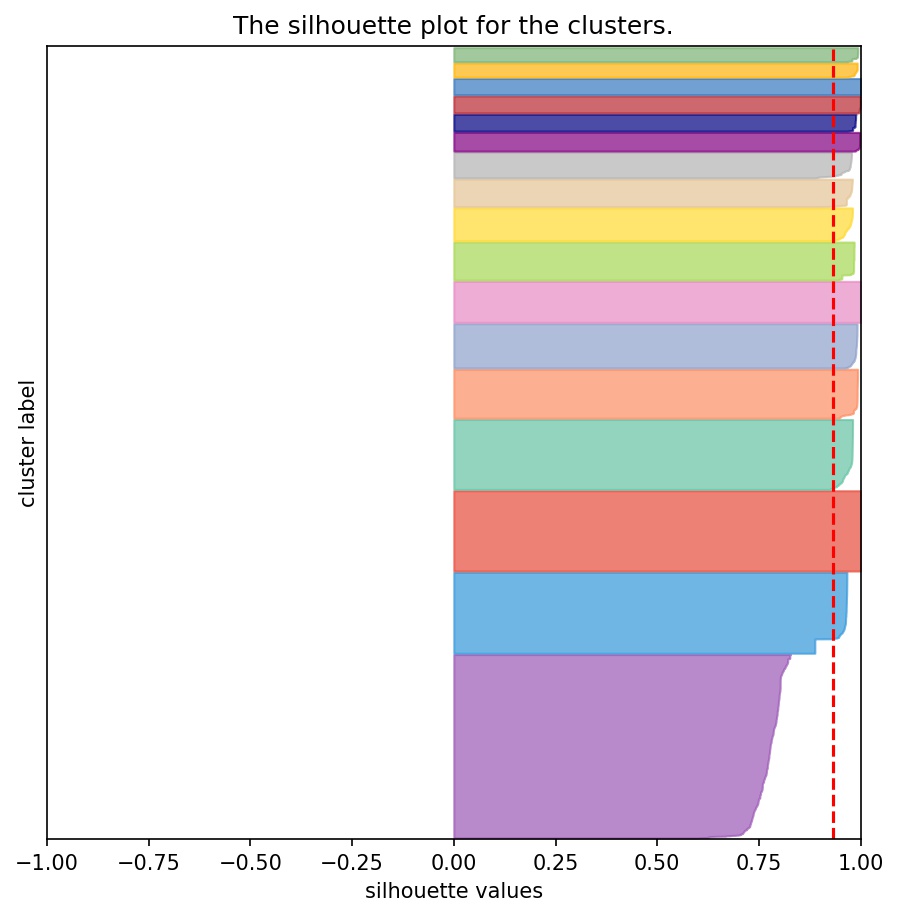 The silhouette plot for the clusters.
cluster label
−1.00 −0.75 −0.50 −0.25 0.00 0.25 0.50 0.75 1.00
silhouette values